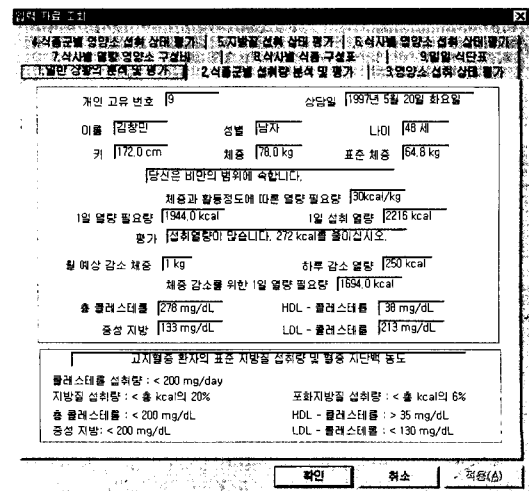 입력 자료 조회
4.식품군별 영양소 섭취 상태 평가 5.지방질 섭취 상태 평가 6.식사별 영양소 섭취 상태 평가
7.식사별 열량 영양소 구성비 8.식사별 식품 구성표 9.일일 식단표
1.일반 상황의 분석 및 평가 2.식품군별 섭취량 분석 및 평가 3.영양소 섭취 상태 평가
개인 고유 번호 9 상담일 1997년 5월 20일 화요일
이름 김창민 성별 남자 나이 48 세
키 172.0 cm 체중 78.0 kg 표준 체중 64.8 kg
당신은 비만의 범위에 속합니다.
체중과 활동정도에 따른 열량 필요량 30kcal/kg
1일 열량 필요량 1944.0 kcal 1일 섭취 열량 2216 kcal
평가 섭취열량이 많습니다. 272 kcal를 줄이십시오.
월 예상 감소 체중 1 kg 하루 감소 열량 250 kcal
체중 감소를 위한 1일 열량 필요량 1694.0 kcal
총 콜레스테롤 278 mg/dL HDL - 콜레스테롤 38 mg/dL
중성 지방 133 mg/dL LDL - 콜레스테롤 213 mg/dL
고지혈증 환자의 표준 지방질 섭취량 및 혈중 지단백 농도
콜레스테롤 섭취량 : < 200 mg/day
지방질 섭취량 : < 총 kcal의 20% 포화지방질 섭취량 : < 총 kcal의 6%
총 콜레스테롤 : < 200 mg/dL HDL - 콜레스테롤 : > 35 mg/dL
중성 지방: < 200 mg/dL LDL - 콜레스테롤 : < 130 mg/dL
확인 취소 적용(A)